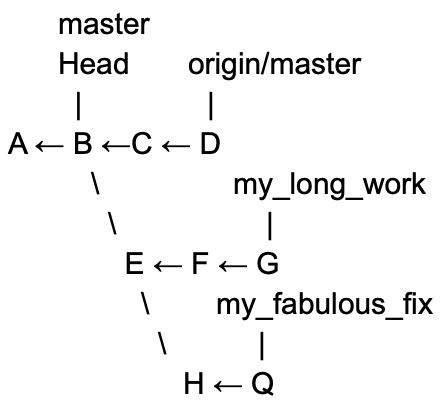 master
Head origin/master
| |
A ← B ← C ← D
\ my_long_work
\ |
E ← F ← G
\ my_fabulous_fix
\ |
H ← Q